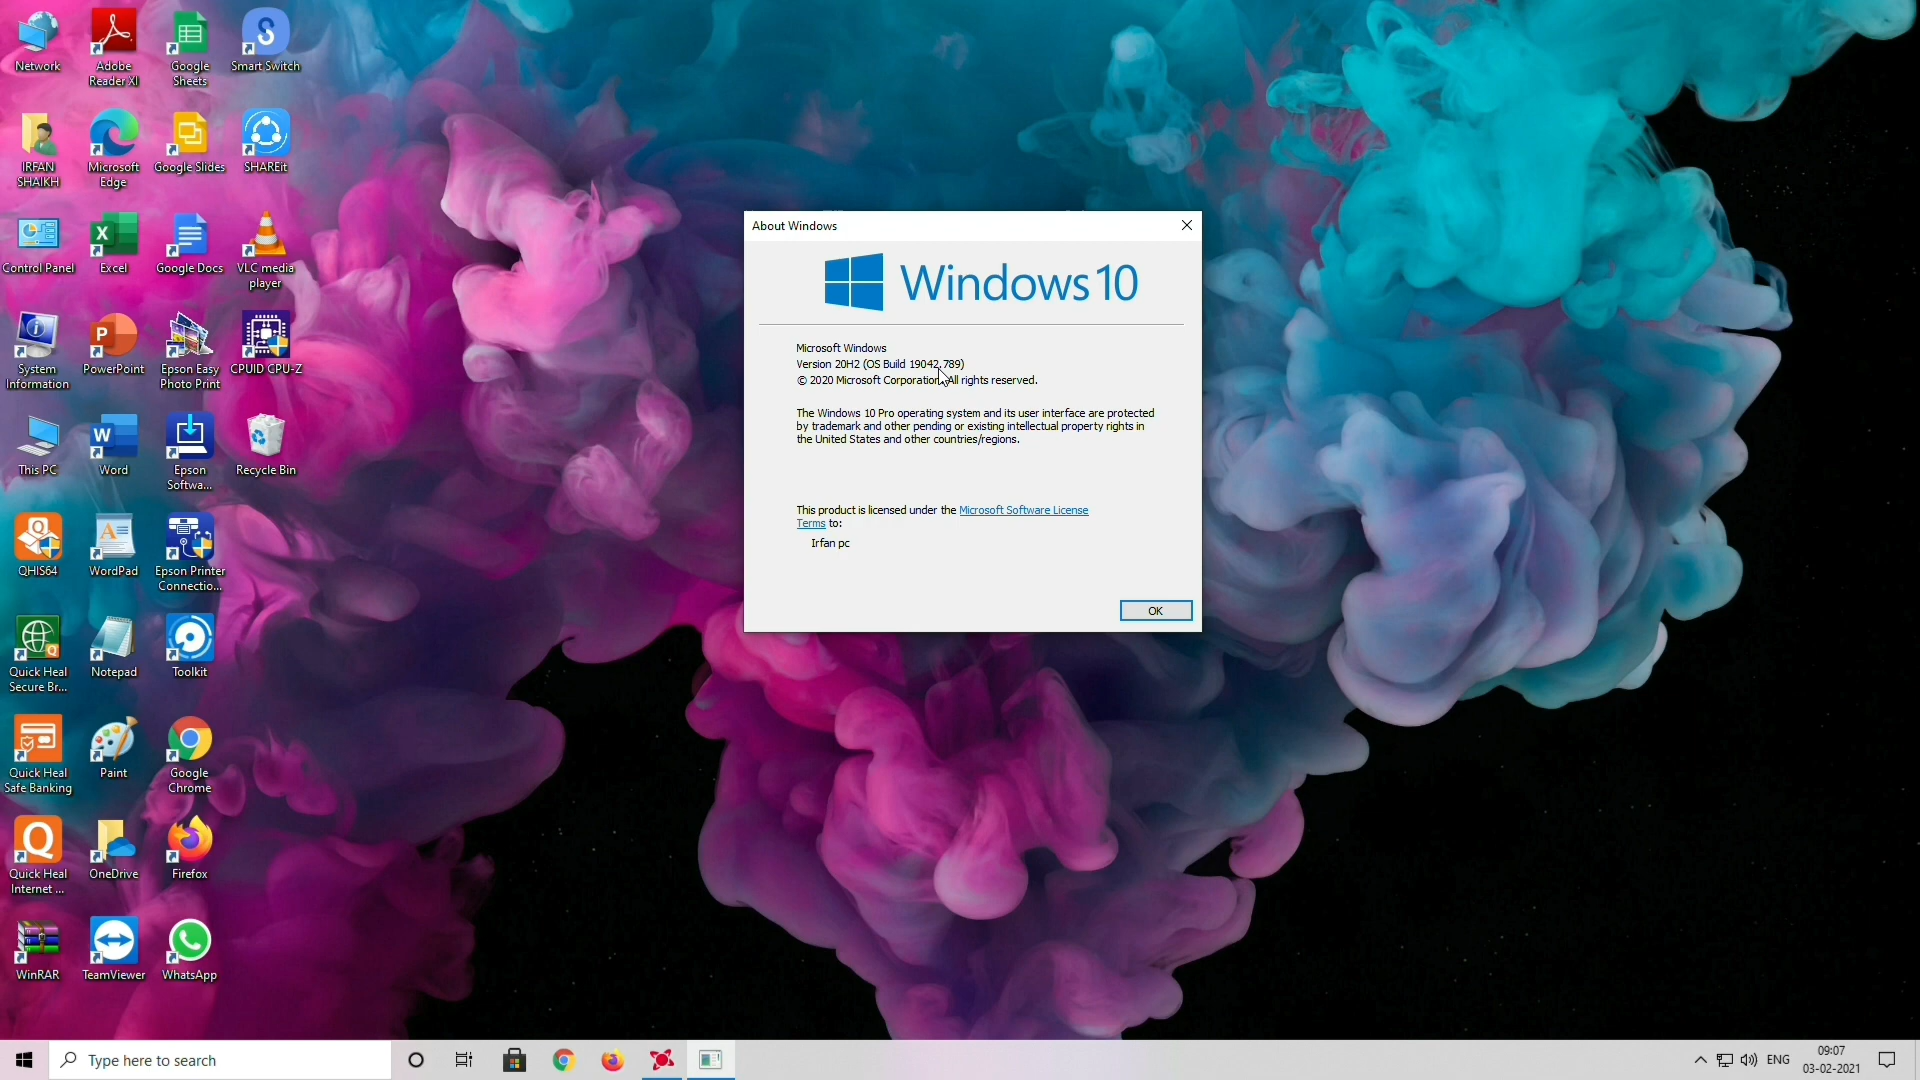 Network
Adobe
Reader XI
Google
Sheets
Smart Switch
IRFAN
SHAIKH
Microsoft
Edge
Google Slides
SHAREit
Control Panel
Excel
Google Docs
VLC media
player
System
Information
PowerPoint
Epson Easy
Photo Print
CPUID CPU-Z
This PC
Word
Epson
Softwa...
Recycle Bin
QHIS64
WordPad
Epson Printer
Connectio...
Quick Heal
Secure Br...
Notepad
Toolkit
Quick Heal
Safe Banking
Paint
Google
Chrome
Quick Heal
Internet ...
OneDrive
Firefox
WinRAR
TeamViewer
WhatsApp
About Windows
Windows 10
Microsoft Windows
Version 20H2 (OS Build 19042.789)
© 2020 Microsoft Corporation. All rights reserved.
The Windows 10 Pro operating system and its user interface are protected
by trademark and other pending or existing intellectual property rights in
the United States and other countries/regions.
This product is licensed under the Microsoft Software License
Terms to:
Irfan pc
OK
Type here to search
ENG
09:07
03-02-2021